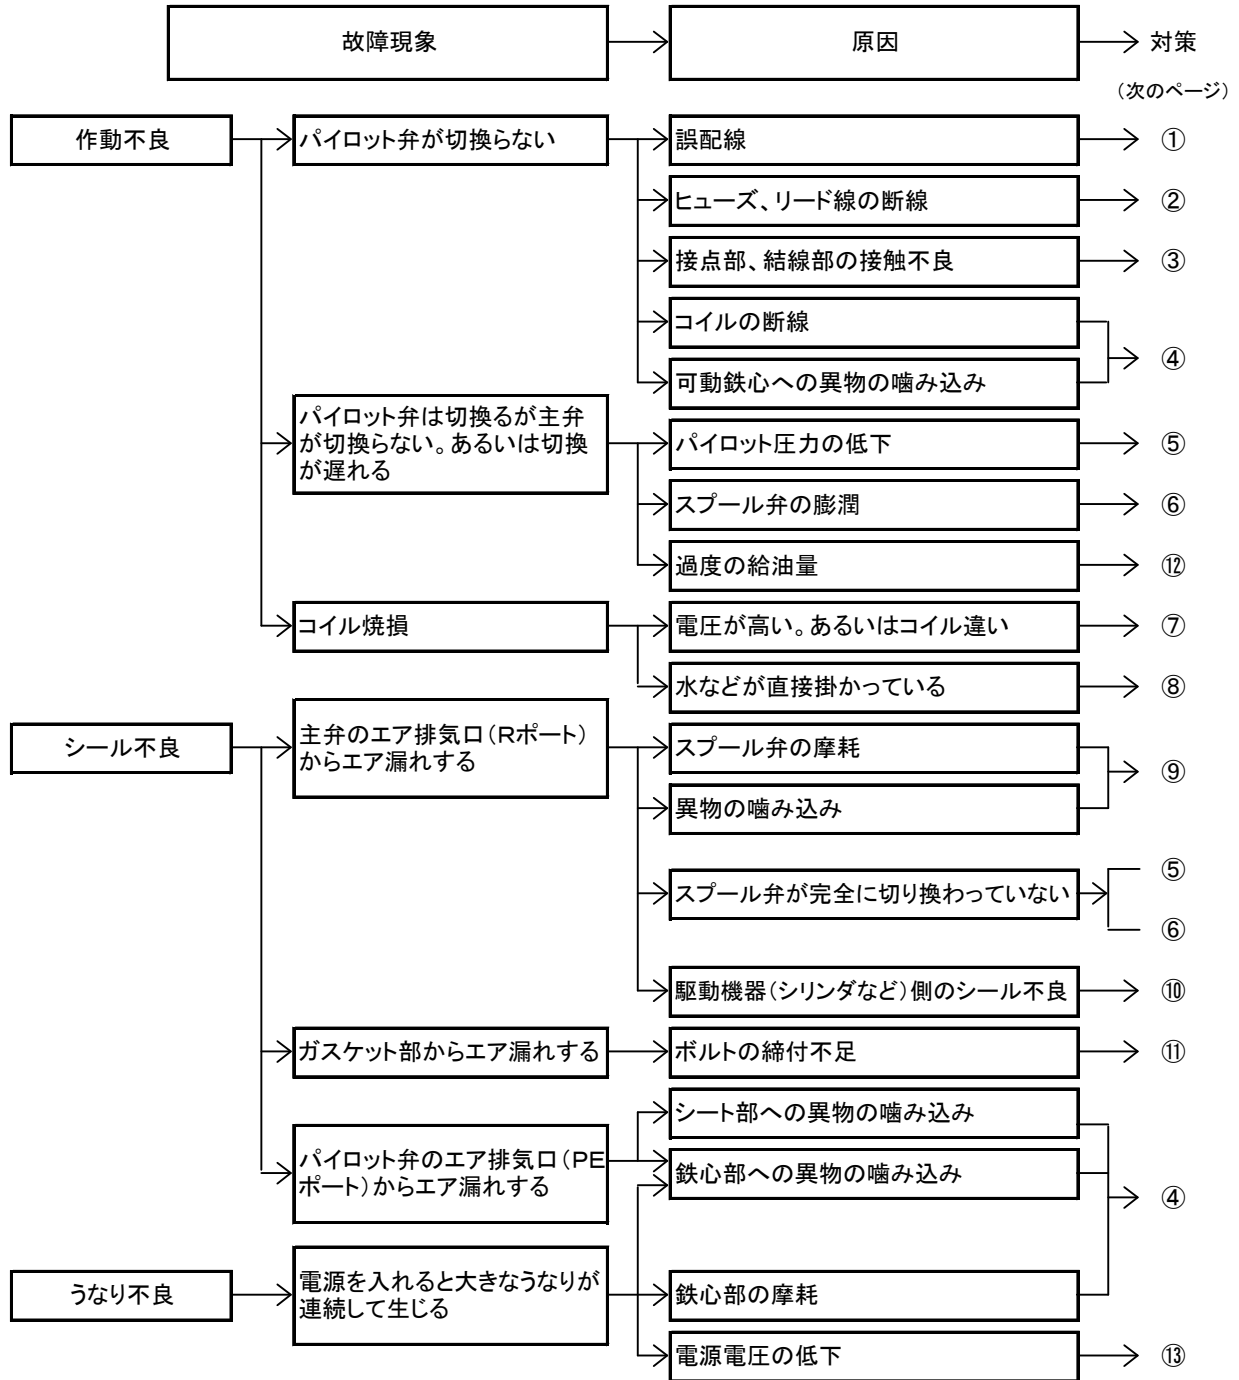 故障現象
原因
対策
(次のページ)
作動不良
パイロット弁が切換らない
誤配線
①
ヒューズ、リード線の断線
②
接点部、結線部の接触不良
③
コイルの断線
可動鉄心への異物の噛み込み
④
パイロット弁は切換るが主弁
が切換らない。あるいは切換
が遅れる
パイロット圧力の低下
⑤
スプール弁の膨潤
⑥
過度の給油量
⑫
コイル焼損
電圧が高い。あるいはコイル違い
⑦
水などが直接掛かっている
⑧
シール不良
主弁のエア排気口(Rポート)
からエア漏れする
スプール弁の摩耗
異物の噛み込み
⑨
スプール弁が完全に切り換わっていない
⑤
⑥
駆動機器(シリンダなど)側のシール不良
⑩
ガスケット部からエア漏れする
ボルトの締付不足
⑪
パイロット弁のエア排気口(PE
ポート)からエア漏れする
シート部への異物の噛み込み
鉄心部への異物の噛み込み
④
うなり不良
電源を入れると大きなうなりが
連続して生じる
鉄心部の摩耗
電源電圧の低下
⑬